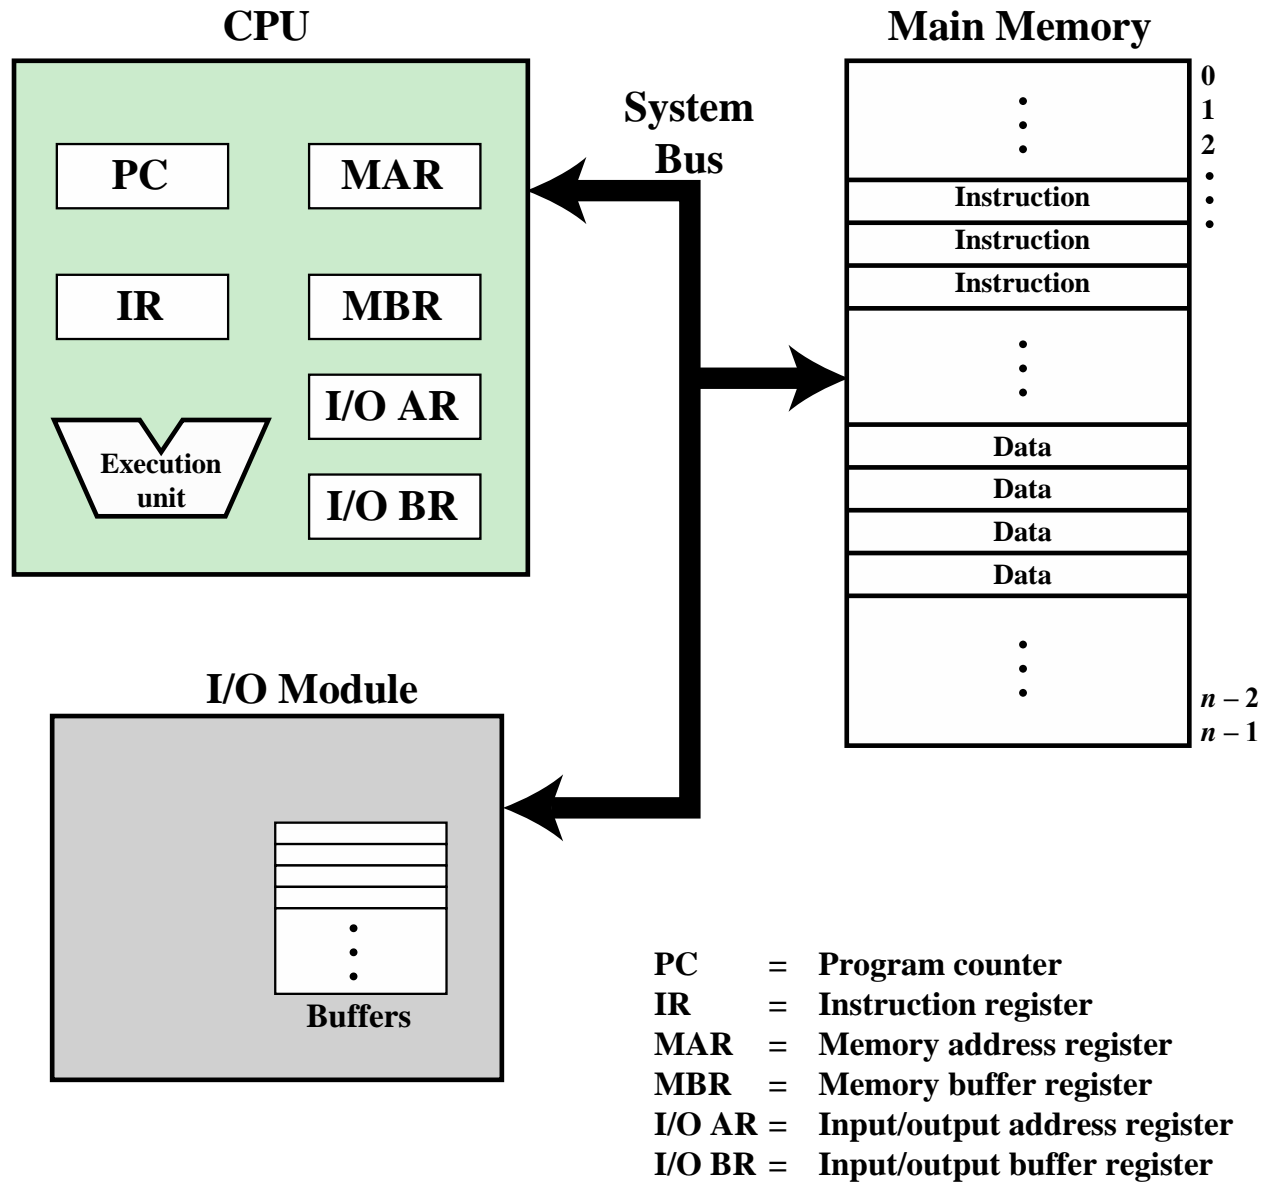 CPU
PC
MAR
IR
MBR
I/O AR
I/O BR
Execution
unit
System
Bus
Main Memory
0
1
2
Instruction
Instruction
Instruction
Data
Data
Data
Data
n – 2
n – 1
I/O Module
Buffers
PC = Program counter
IR = Instruction register
MAR = Memory address register
MBR = Memory buffer register
I/O AR = Input/output address register
I/O BR = Input/output buffer register